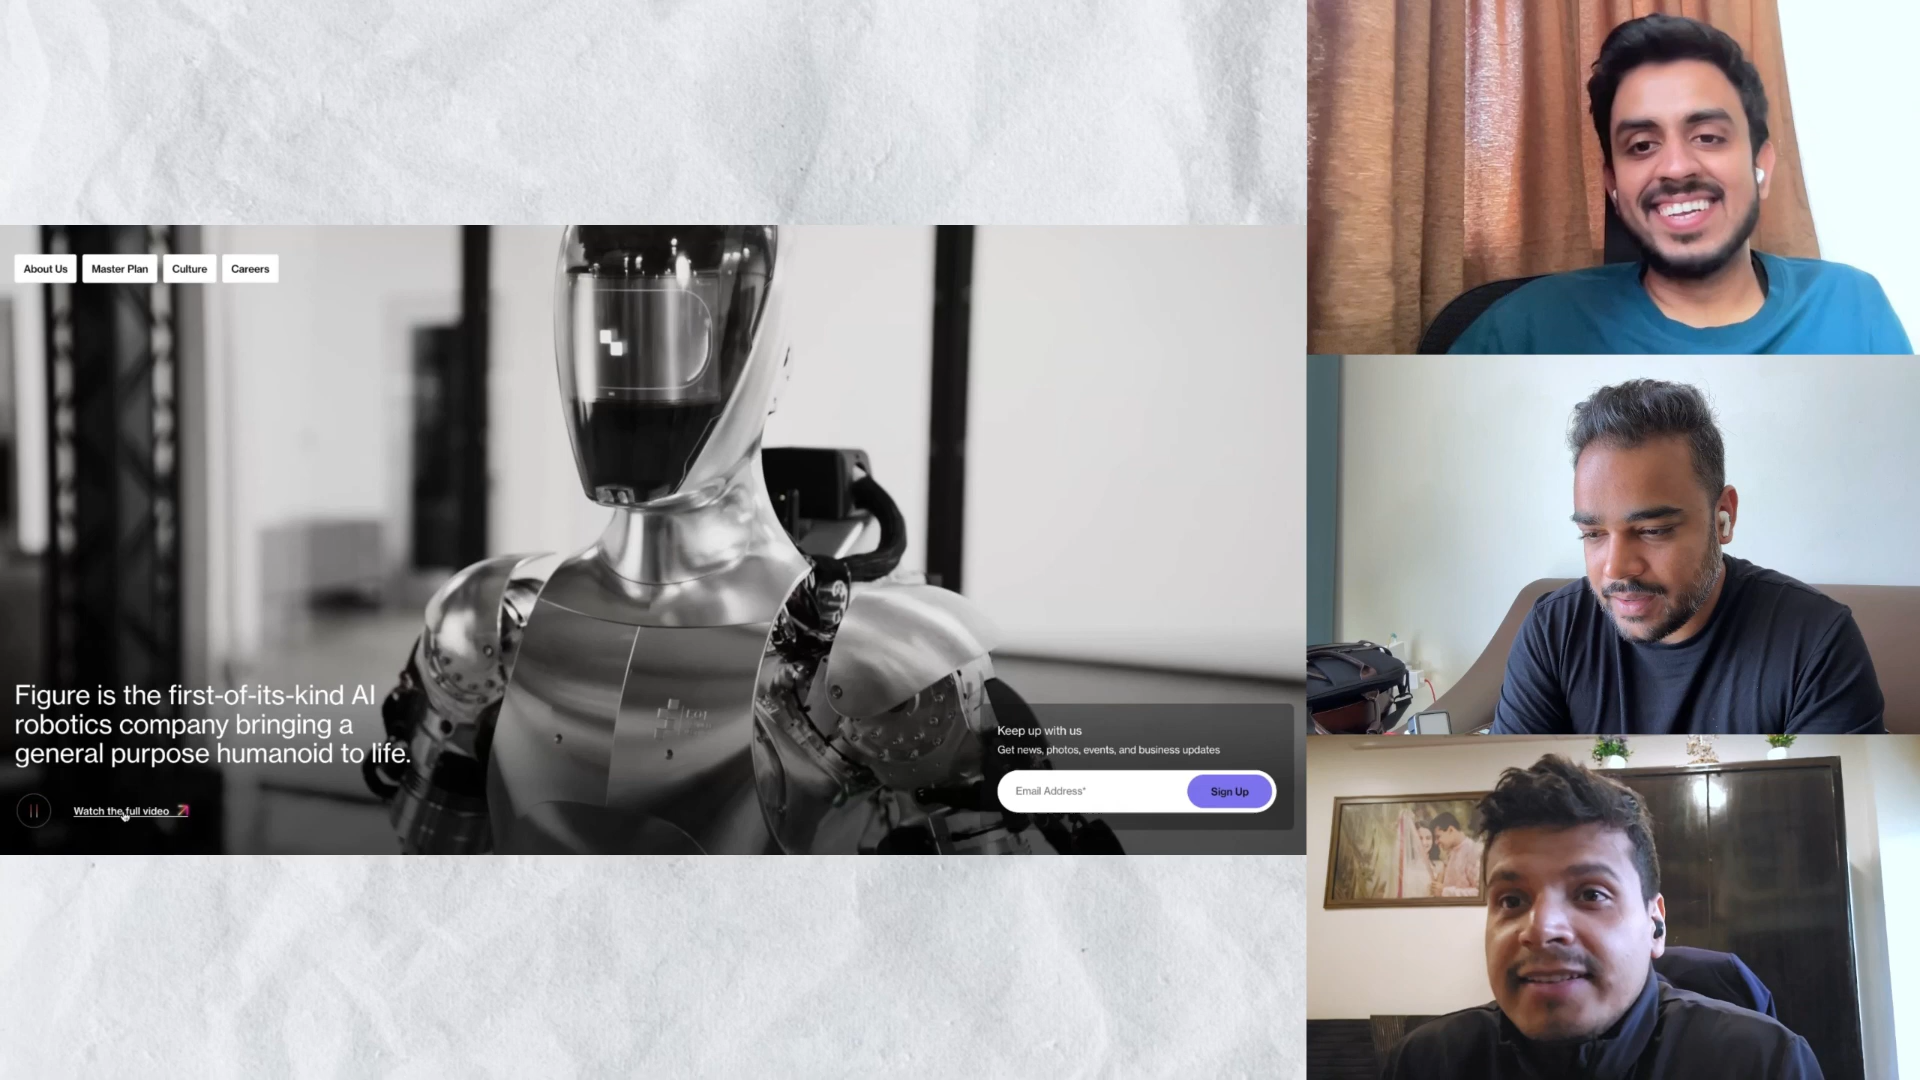 About Us
Master Plan
Culture
Careers
Figure is the first-of-its-kind AI
robotics company bringing a
general purpose humanoid to life.
Watch the full video
Keep up with us
Get news, photos, events, and business updates
Email Address*
Sign Up